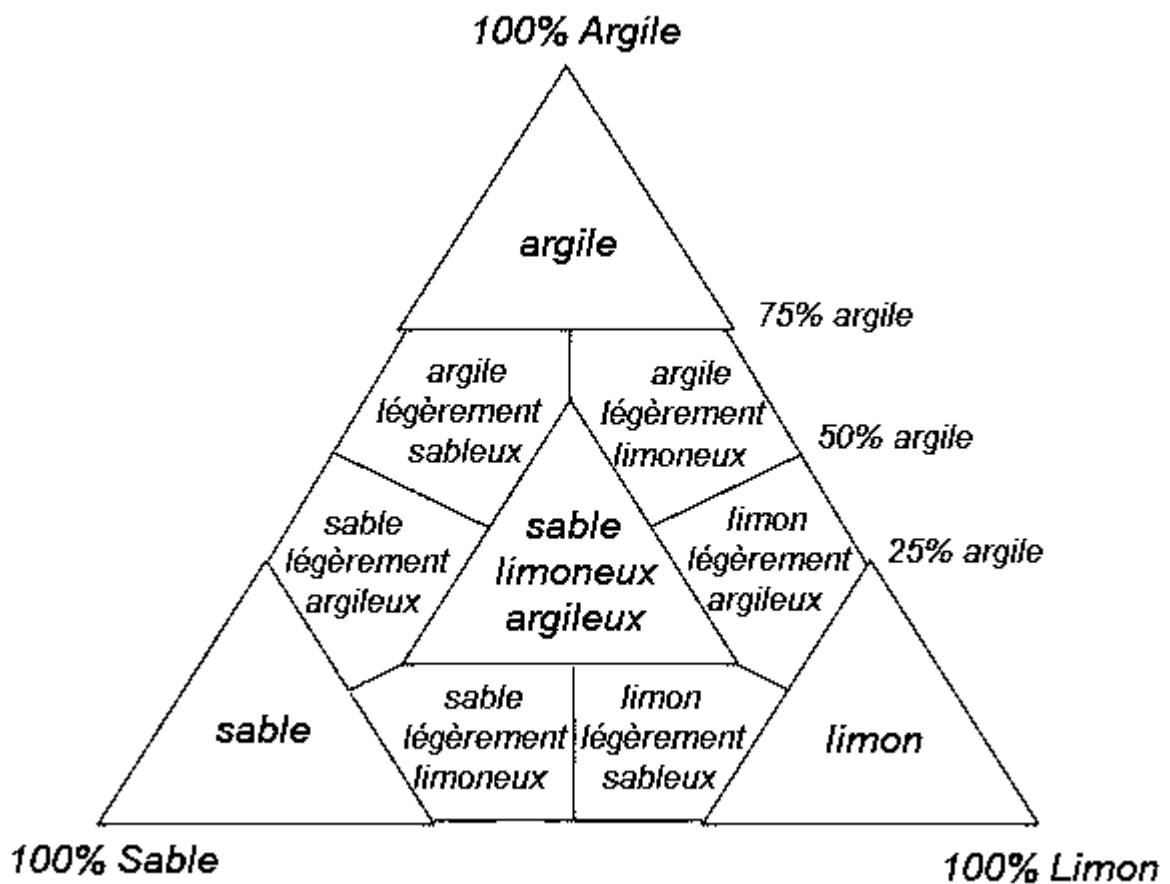 100% Argile
argile
75% argile
argile
légèrement
sableux
argile
légèrement
limoneux
50% argile
sable
légèrement
argileux
sable
limoneux
argileux
limon
légèrement
argileux
25% argile
sable
sable
légèrement
limoneux
limon
légèrement
sableux
limon
100% Sable
100% Limon